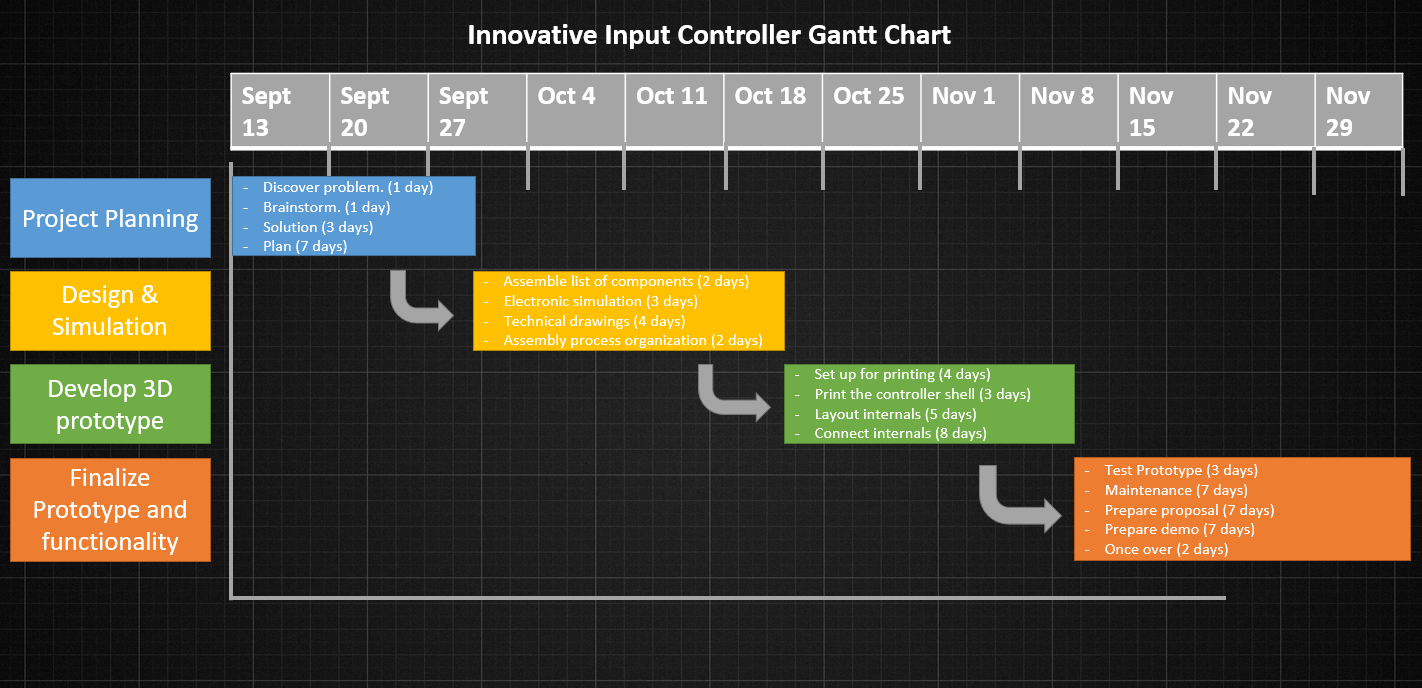 Innovative Input Controller Gantt Chart
Sept 13
Sept 20
Sept 27
Oct 4
Oct 11
Oct 18
Oct 25
Nov 1
Nov 8
Nov 15
Nov 22
Nov 29
Project Planning
- Discover problem. (1 day)
- Brainstorm. (1 day)
- Solution (3 days)
- Plan (7 days)
Design &
Simulation
- Assemble list of components (2 days)
- Electronic simulation (3 days)
- Technical drawings (4 days)
- Assembly process organization (2 days)
Develop 3D
prototype
- Set up for printing (4 days)
- Print the controller shell (3 days)
- Layout internals (5 days)
- Connect internals (8 days)
Finalize
Prototype and
functionality
- Test Prototype (3 days)
- Maintenance (7 days)
- Prepare proposal (7 days)
- Prepare demo (7 days)
- Once over (2 days)